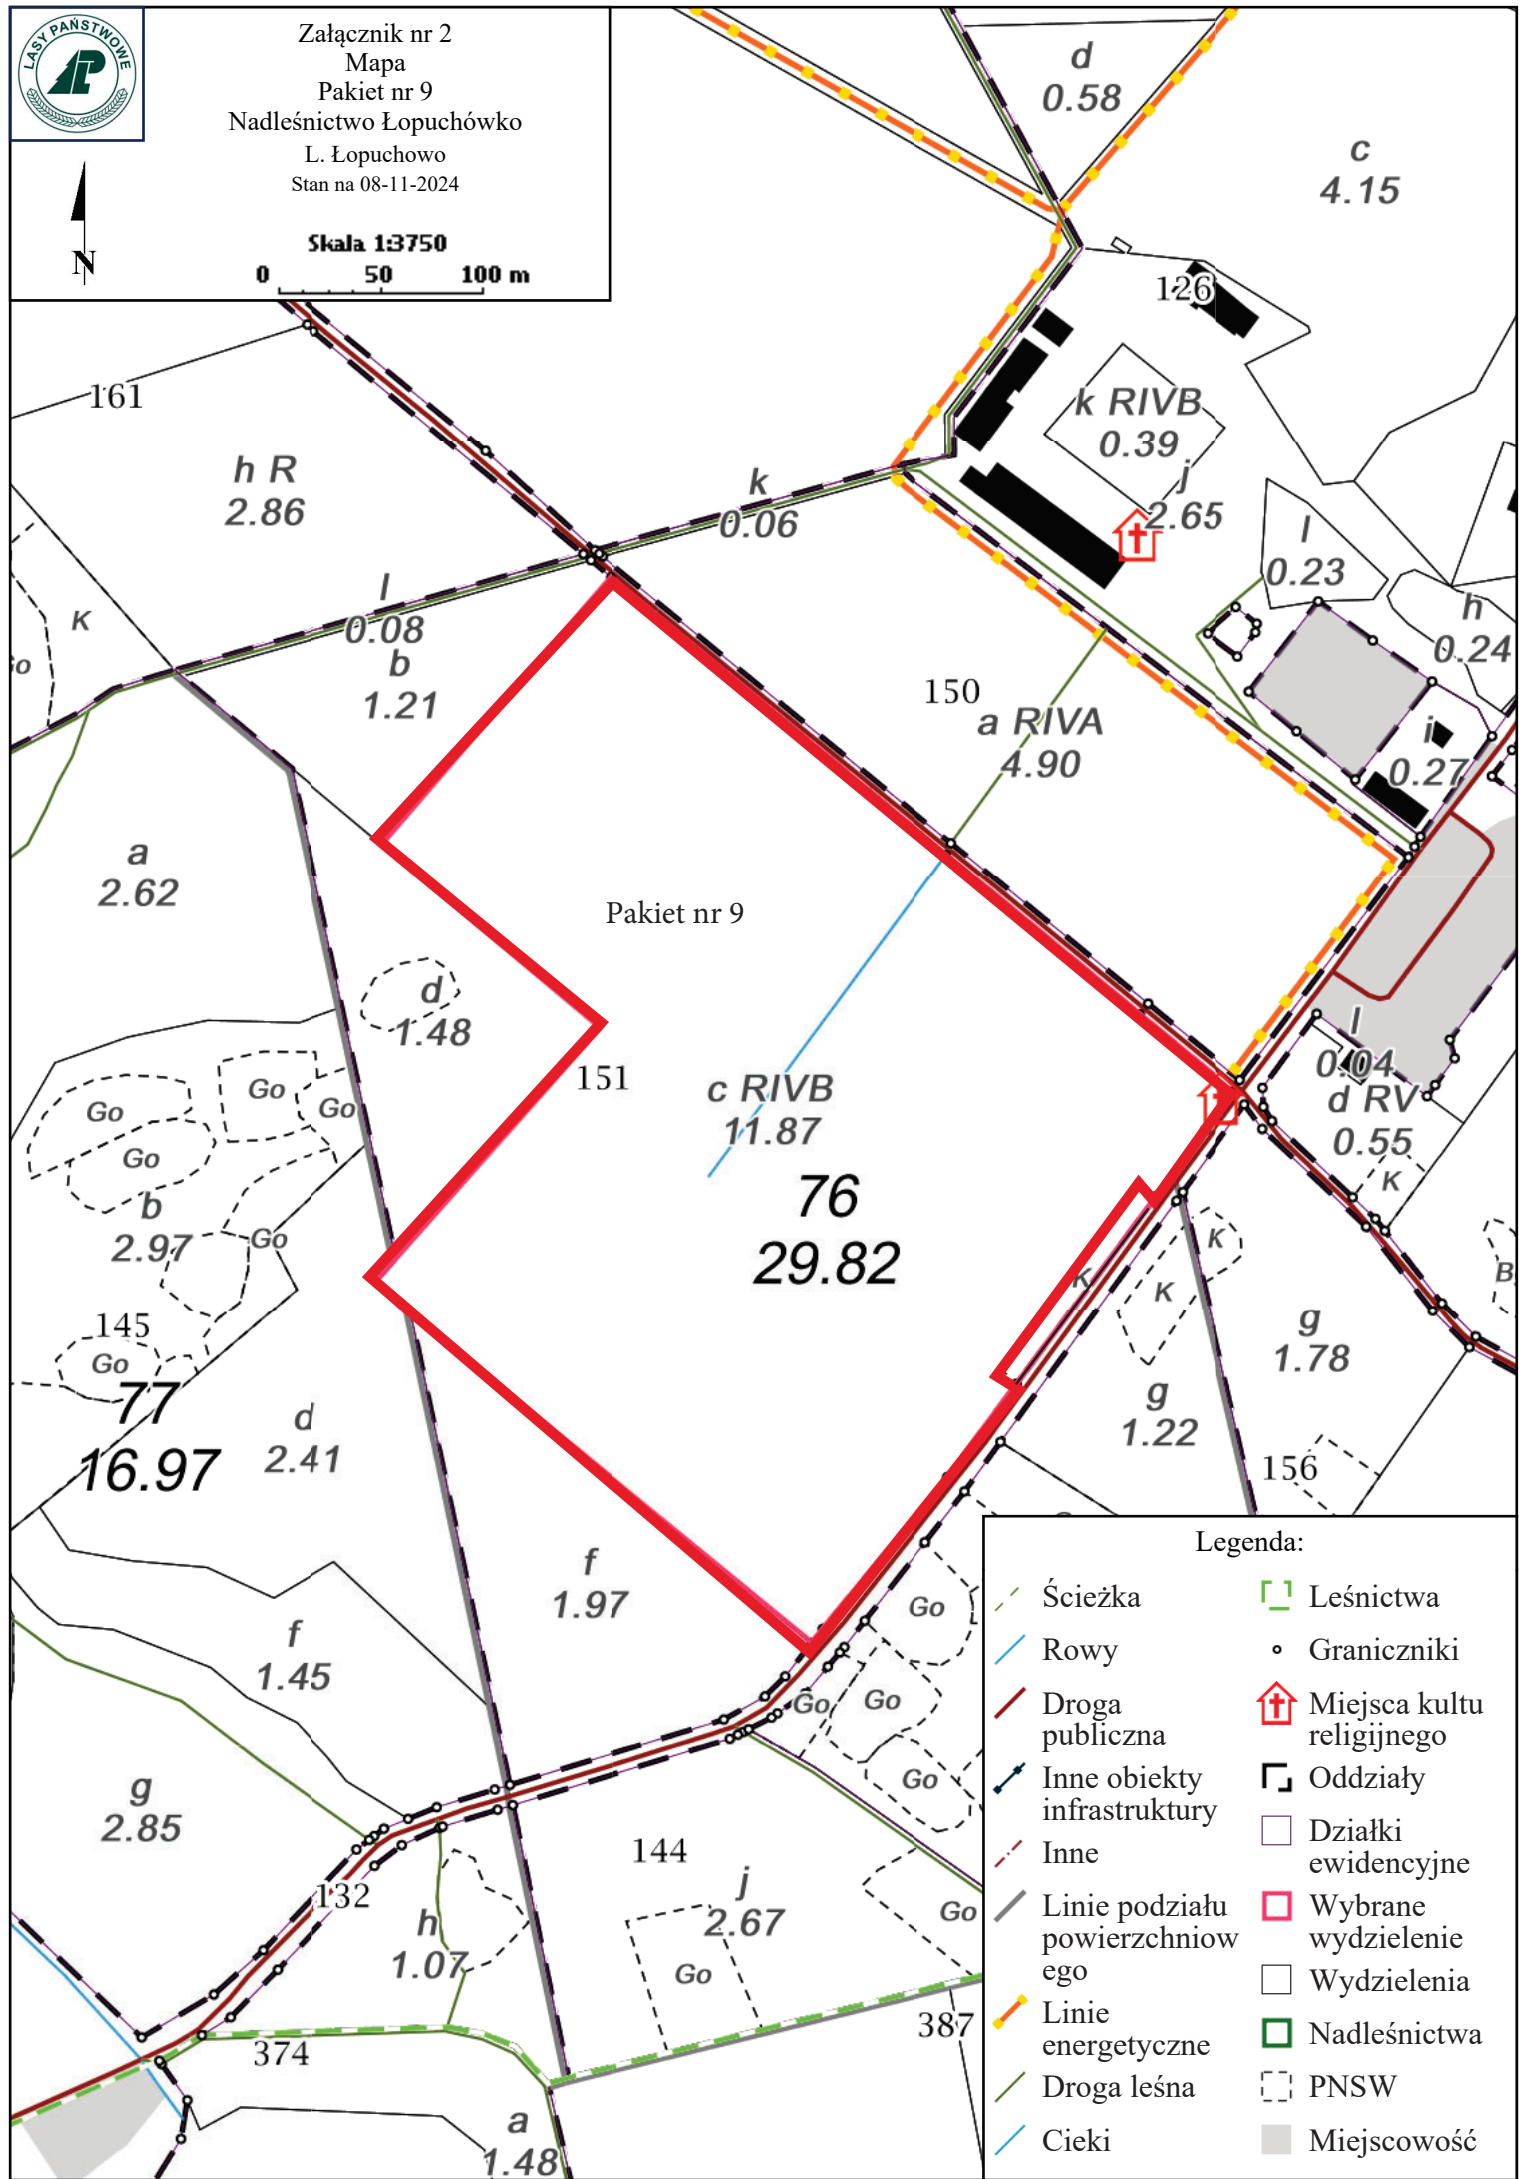 LASY PAŃSTWOWE
Załącznik nr 2
Mapa
Pakiet nr 9
Nadleśnictwo Łopuchówko
L. Łopuchowo
Stan na 08-11-2024
N
Skala 1:3750
0 50 100 m
d
0.58
c
4.15
126
161
k RIVB
0.39
h R
2.86
k
0.06
j
2.65
l
0.23
l
0.08
K
h
0.24
b
1.21
150
a RIVA
4.90
i
0.27
a
2.62
Pakiet nr 9
d
1.48
l
0.04
151
c RIVB
11.87
d RV
0.55
Go
Go
Go
Go
Go
K
76
29.82
b
2.97
Go
K
K
K
145
Go
g
1.78
77
16.97
d
2.41
g
1.22
156
f
1.97
Go
f
1.45
Go
Go
g
2.85
Go
144
132
j
2.67
h
1.07
Go
Go
387
374
a
1.48
Legenda:
Ścieżka
Rowy
Droga
publiczna
Inne obiekty
infrastruktury
Inne
Linie podziału
powierzchniow
ego
Linie
energetyczne
Droga leśna
Cieki
Leśnictwa
Graniczniki
Miejsca kultu
religijnego
Oddziały
Działki
ewidencyjne
Wybrane
wydzielenie
Wydzielenia
Nadleśnictwa
PNSW
Miejscowość